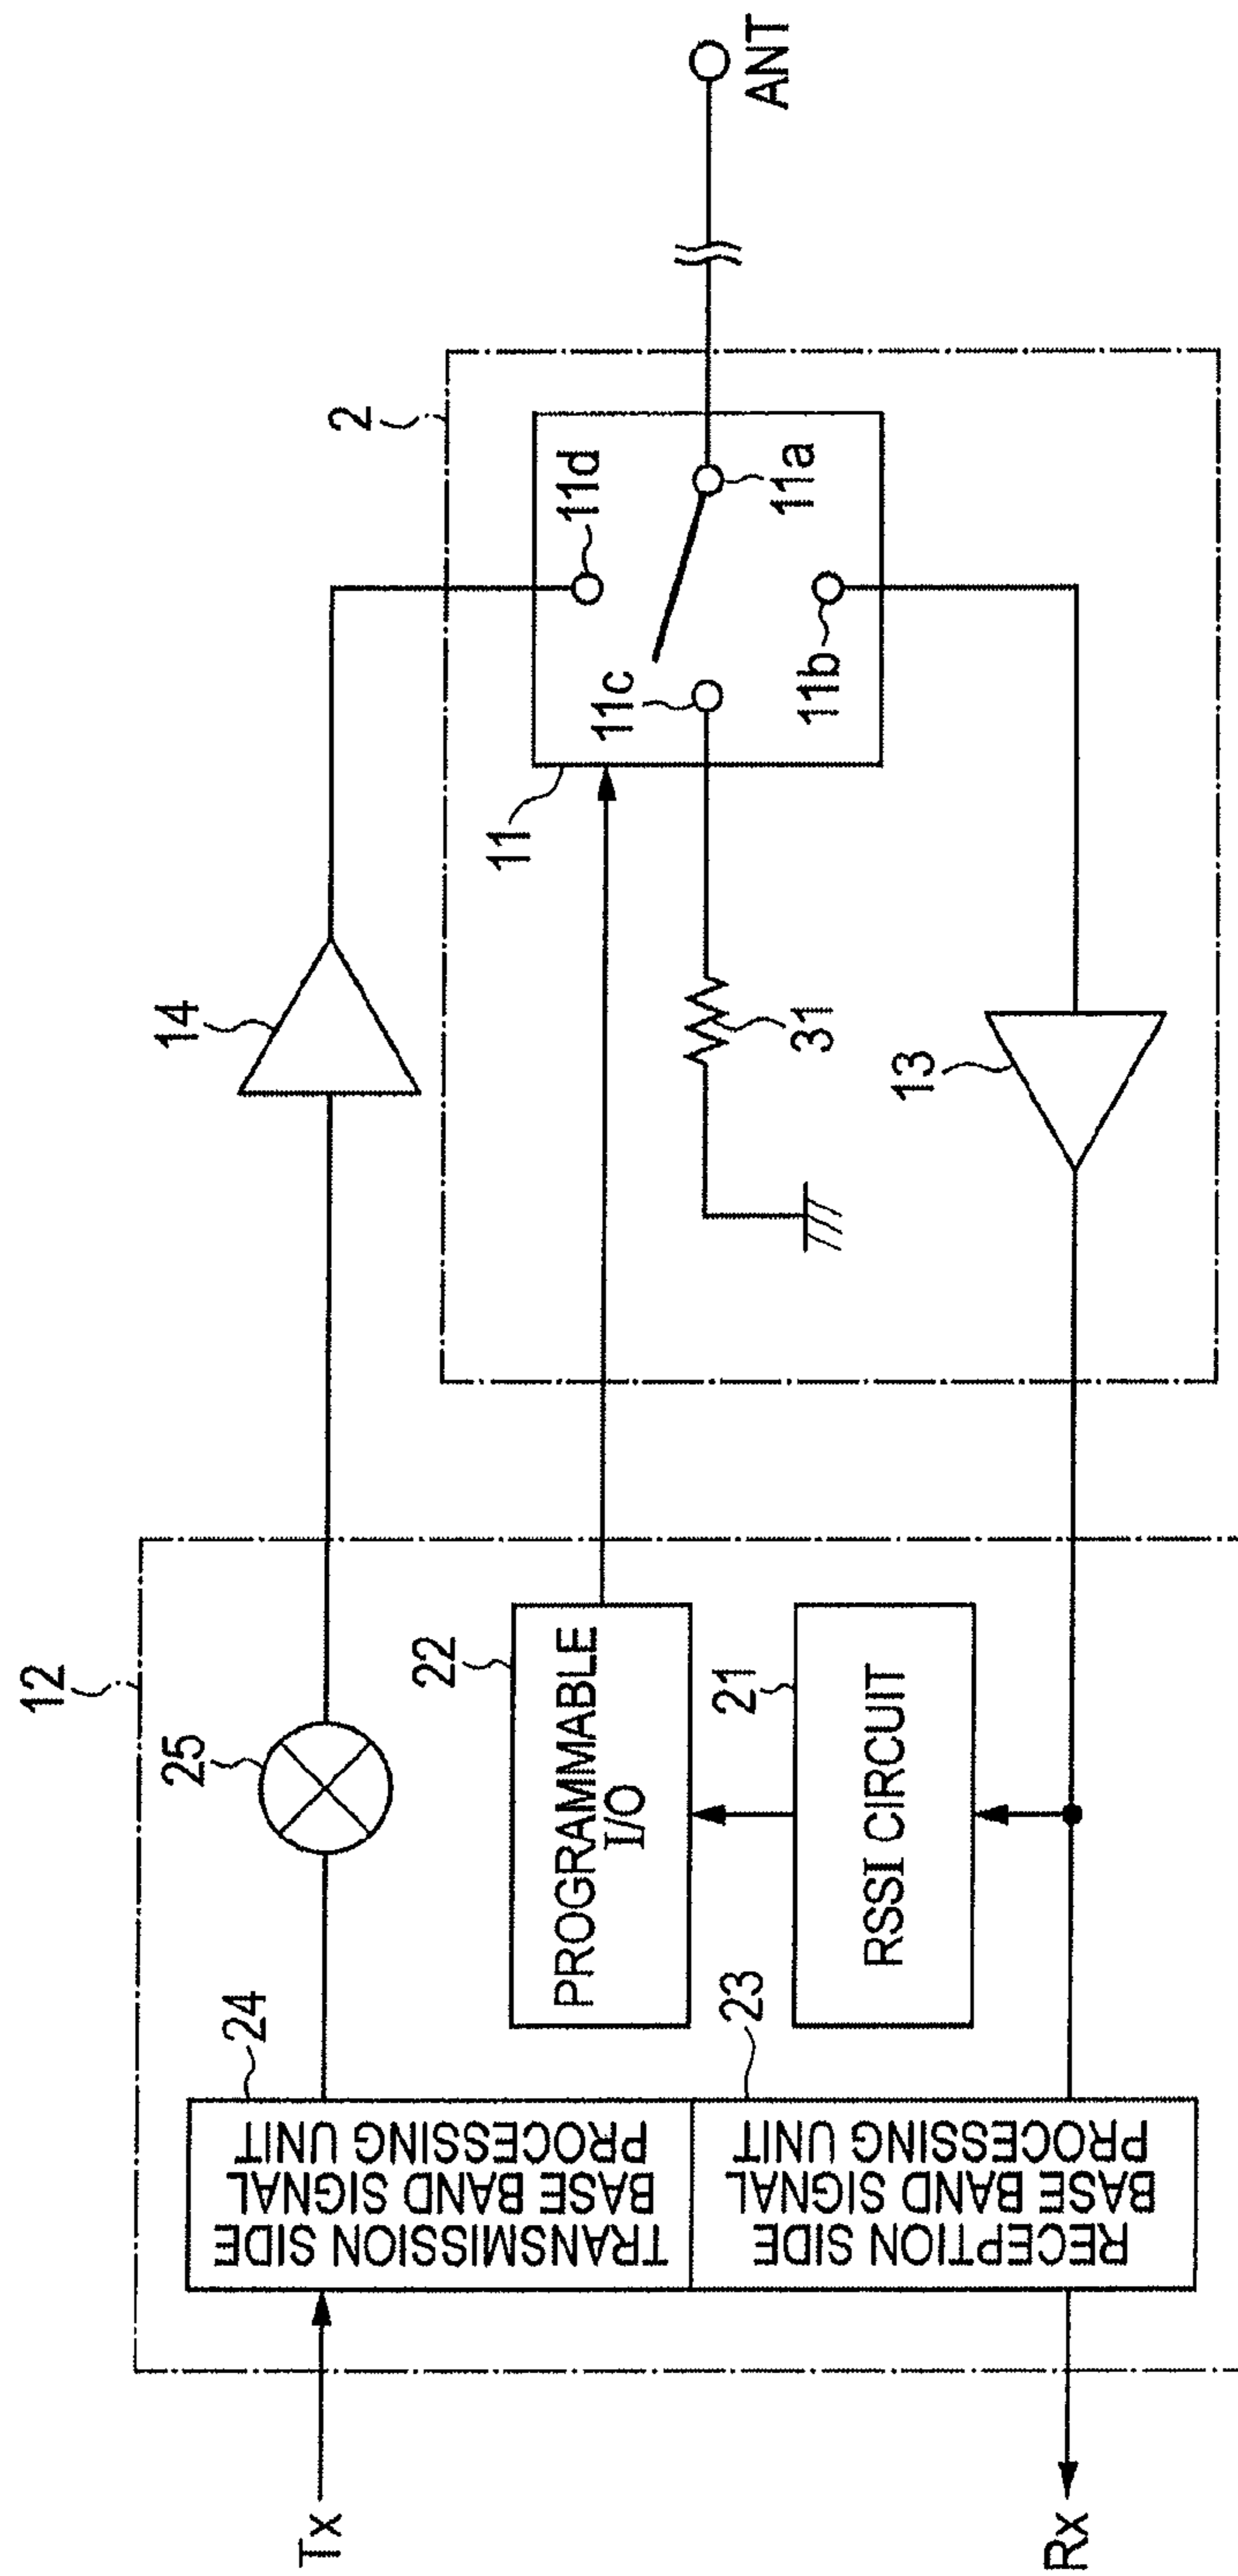 12
25
14
2
ANT
24
Tx
TRANSMISSION SIDE
BASE BAND SIGNAL
PROCESSING UNIT
22
PROGRAMMABLE
I/O
11
11d
11c
11a
23
21
RSSI CIRCUIT
31
11b
13
RECEPTION SIDE
BASE BAND SIGNAL
PROCESSING UNIT
Rx